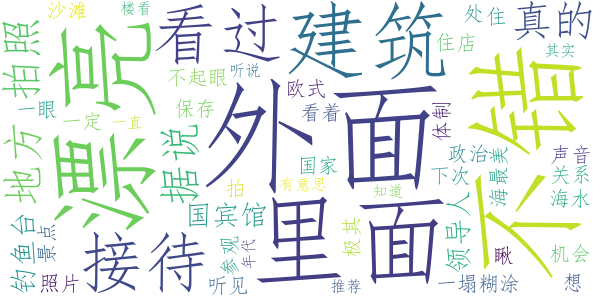 沙滩
楼看
看过
建筑
处住
真的
拍照
漂亮
不起眼
听说
欧式
住店
其实
一眼
保存
外面
看着
体制
不错
地方
一定
一直
据说
国家
政治
声音
下次
海最美
关系
海水
拍
有意思
知道
钓鱼台
景点
国宾馆
里面
极其
领导人
接待
参观
年代
照片
听见
推荐
一塌糊涂
瞅
机会
想